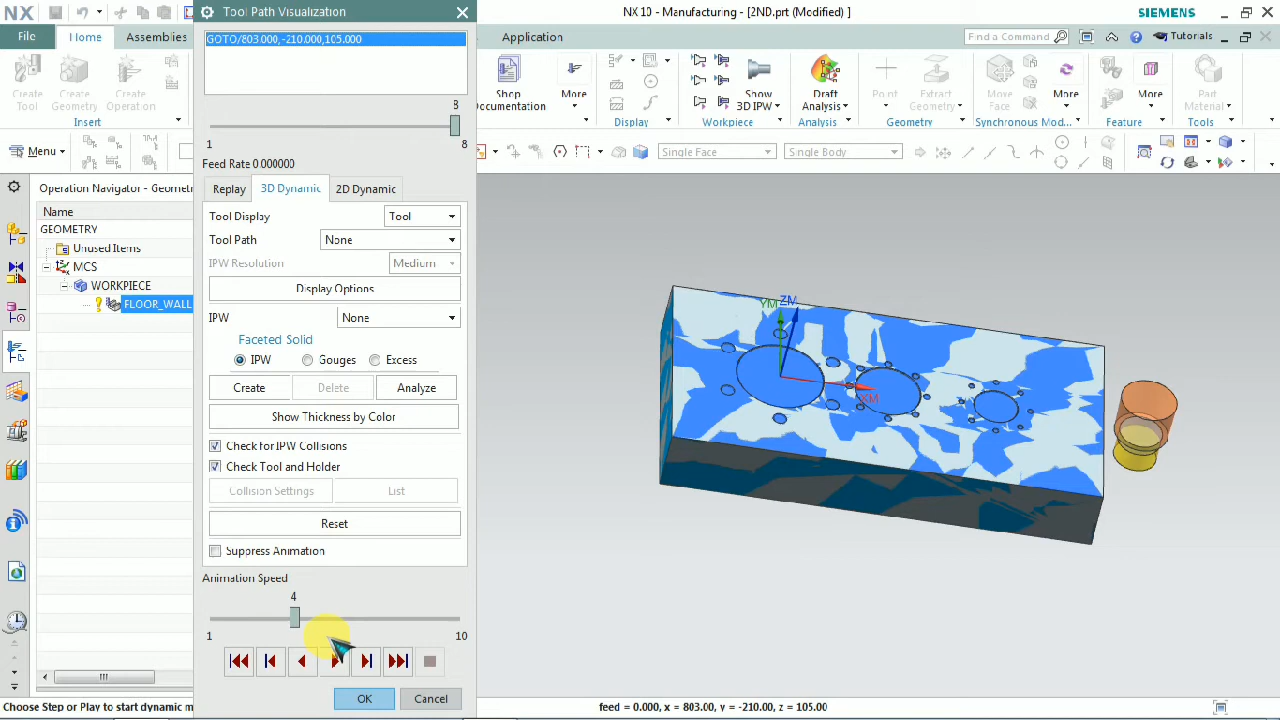 NX
NX 10 - Manufacturing - [2ND.prt (Modified) ]
SIEMENS
Tool Path Visualization
File
Home
Assemblies
Application
Find a Command
Tutorials
GOTO/803.000,-210.000,105.000
Create
Tool
Create
Geometry
Create
Operation
Insert
Show
Documentation
More
Display
Show
3D IPW
Workpiece
Draft
Analysis
Analysis
Point
Extract
Geometry
Geometry
Move
Face
More
Synchronous Mod...
More
Part
Material
Tools
8
1
8
Menu
Single Face
Single Body
Feed Rate 0.000000
Operation Navigator - Geometr
Name
GEOMETRY
Unused Items
MCS
WORKPIECE
FLOOR_WALL
Replay
3D Dynamic
2D Dynamic
Tool Display
Tool
Tool Path
None
IPW Resolution
Medium
Display Options
IPW
None
Faceted Solid
IPW
Gouges
Excess
Create
Delete
Analyze
Show Thickness by Color
Check for IPW Collisions
Check Tool and Holder
Collision Settings
List
Reset
Suppress Animation
Animation Speed
4
1
10
OK
Cancel
YM
ZM
XM
Choose Step or Play to start dynamic m
feed = 0.000, x = 803.00, y = -210.00, z = 105.00